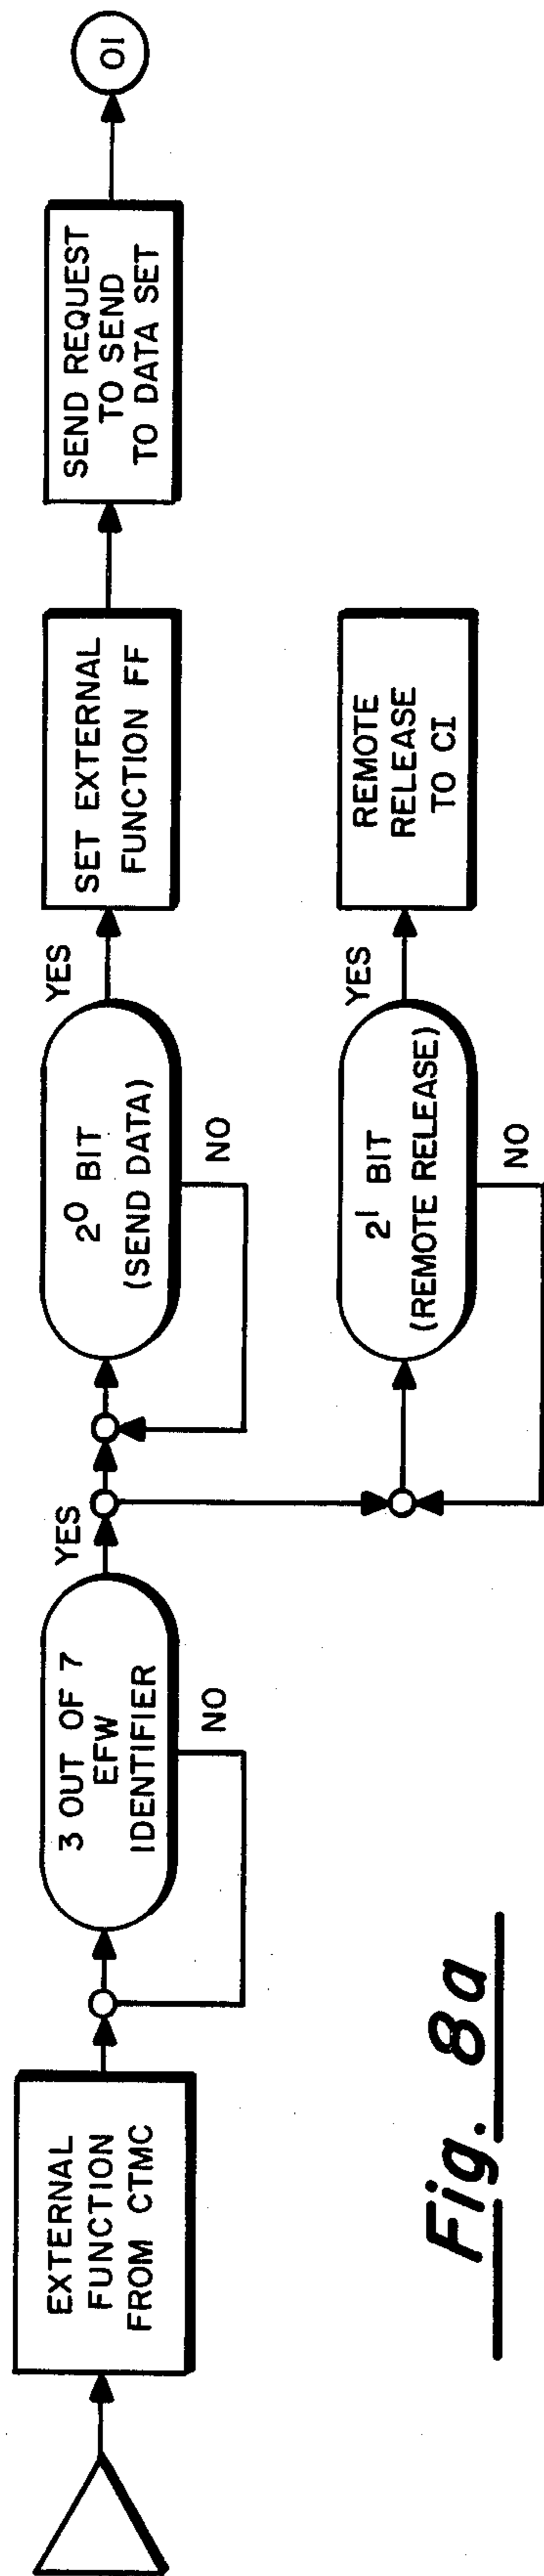 EXTERNAL
FUNCTION
FROM CTMC
3 OUT OF 7
EFW
IDENTIFIER
YES
NO
2⁰ BIT
(SEND DATA)
YES
NO
SET EXTERNAL
FUNCTION FF
SEND REQUEST
TO SEND
TO DATA SET
01
2¹ BIT
(REMOTE RELEASE)
YES
NO
REMOTE
RELEASE
TO CI
Fig. 8a